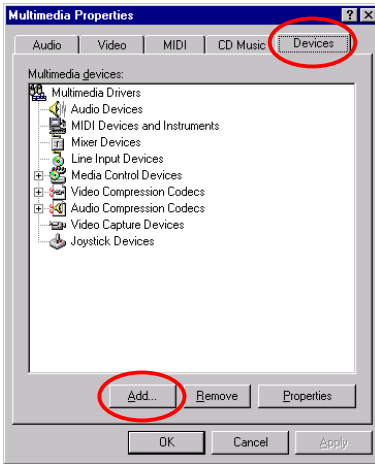 Multimedia Properties
Audio Video MIDI CD Music Devices
Multimedia devices:
Multimedia Drivers
Audio Devices
MIDI Devices and Instruments
Mixer Devices
Line Input Devices
Media Control Devices
Video Compression Codecs
Audio Compression Codecs
Video Capture Devices
Joystick Devices
Add... Remove Properties
OK Cancel Apply